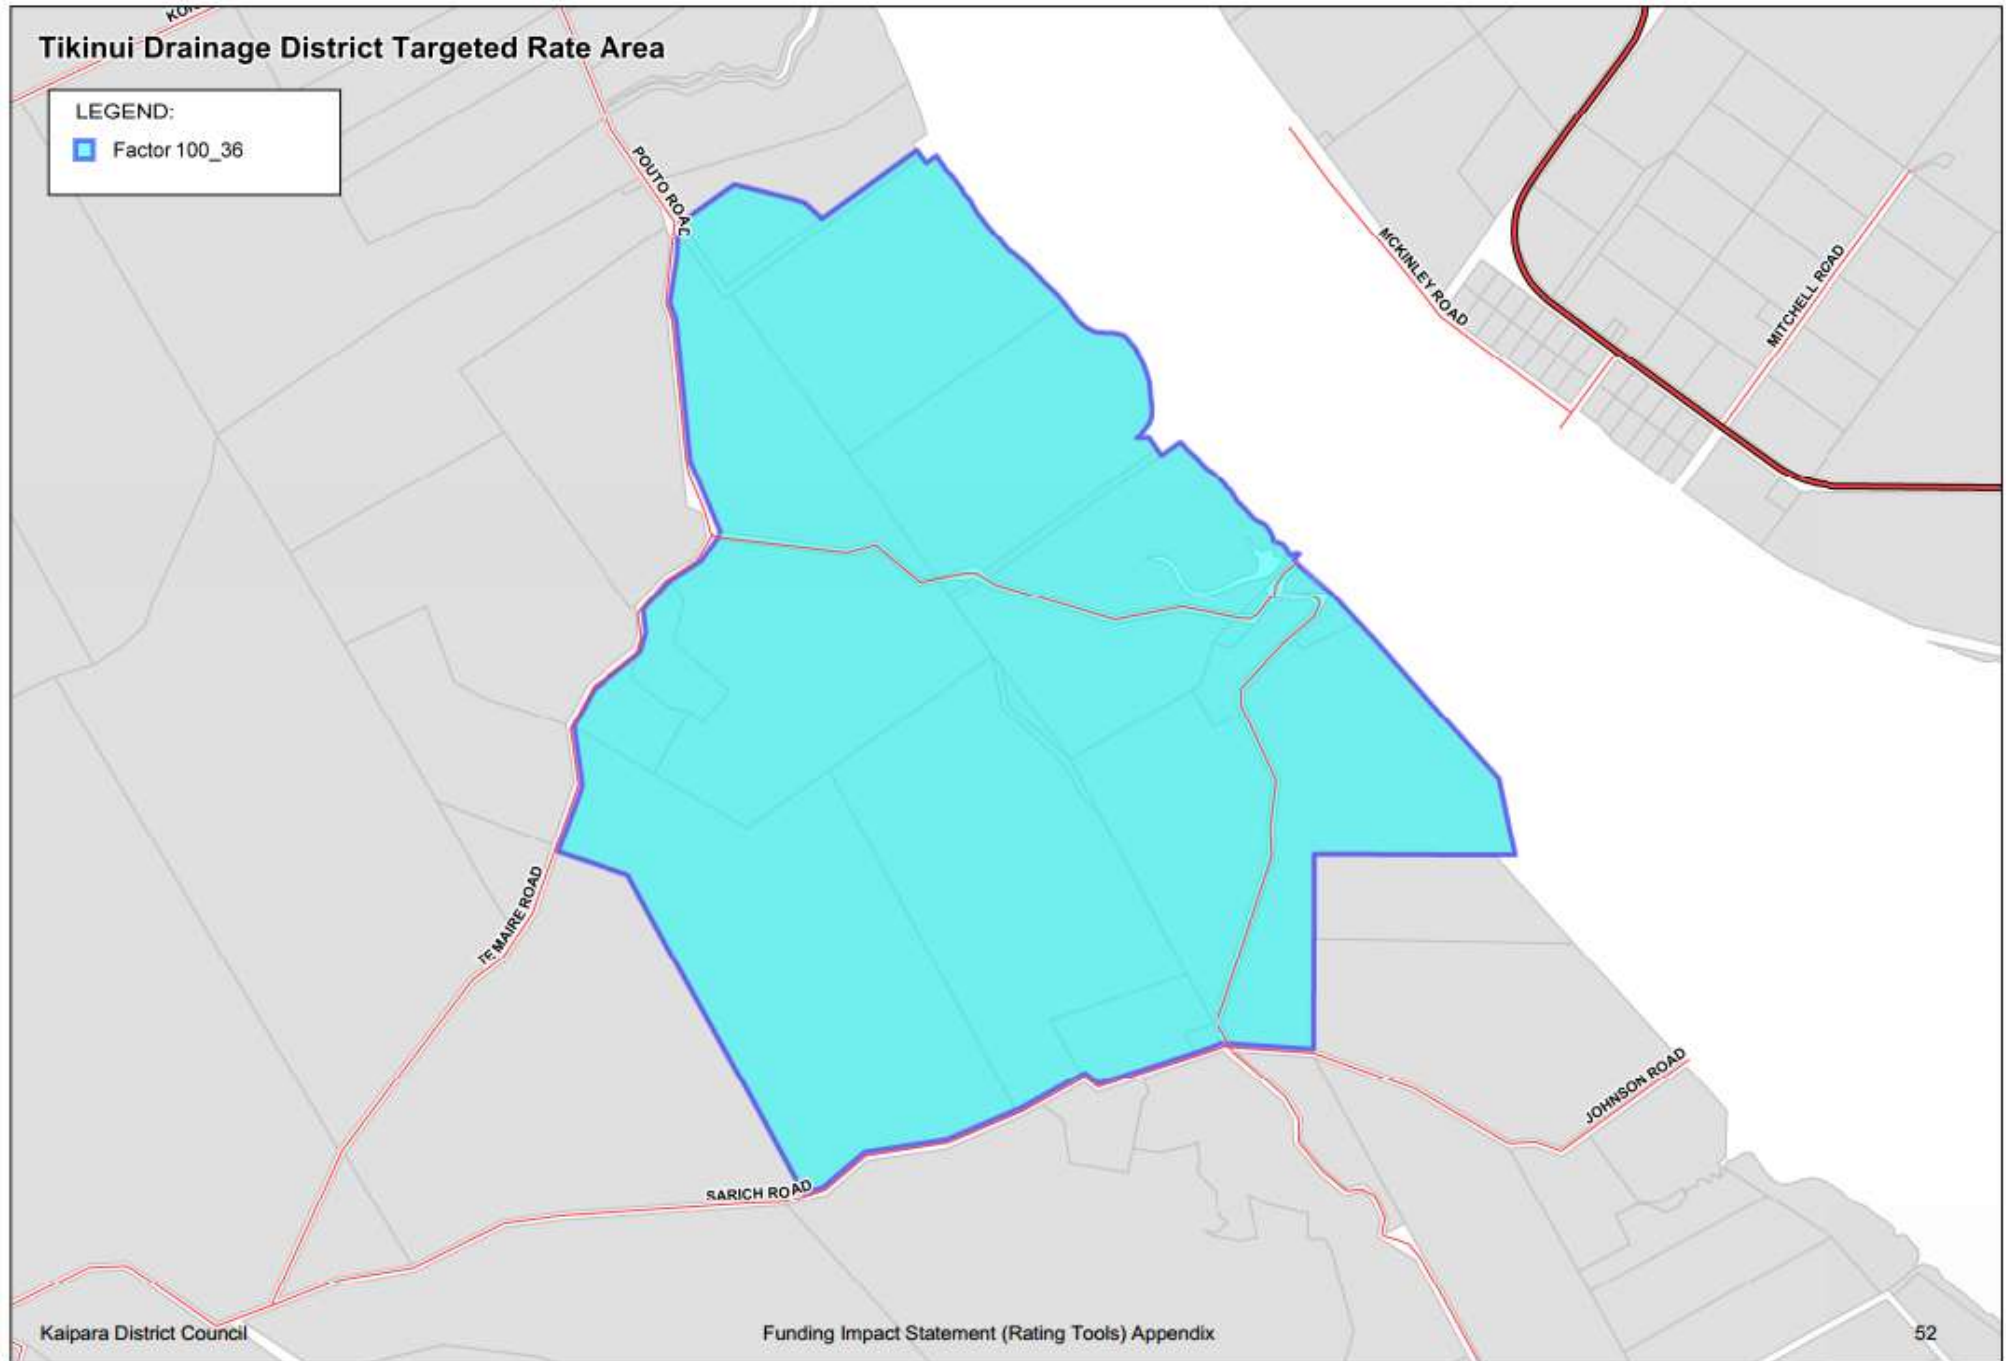 Tikinui Drainage District Targeted Rate Area
LEGEND:
Factor 100_36
POUTO ROAD
MCKINLEY ROAD
MITCHELL ROAD
TE MAIRE ROAD
JOHNSON ROAD
SARICH ROAD
Kaipara District Council
Funding Impact Statement (Rating Tools) Appendix
52